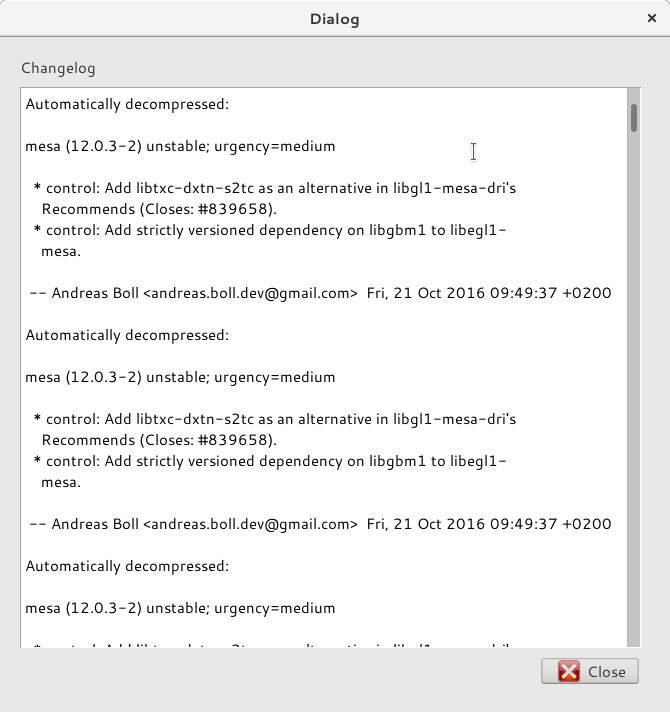 Dialog
Changelog
Automatically decompressed:
mesa (12.0.3-2) unstable; urgency=medium
* control: Add libtxc-dxtn-s2tc as an alternative in libgl1-mesa-dri's
Recommends (Closes: #839658).
* control: Add strictly versioned dependency on libgbm1 to libegl1-
mesa.
-- Andreas Boll <andreas.boll.dev@gmail.com>  Fri, 21 Oct 2016 09:49:37 +0200
Automatically decompressed:
mesa (12.0.3-2) unstable; urgency=medium
* control: Add libtxc-dxtn-s2tc as an alternative in libgl1-mesa-dri's
Recommends (Closes: #839658).
* control: Add strictly versioned dependency on libgbm1 to libegl1-
mesa.
-- Andreas Boll <andreas.boll.dev@gmail.com>  Fri, 21 Oct 2016 09:49:37 +0200
Automatically decompressed:
mesa (12.0.3-2) unstable; urgency=medium
Close